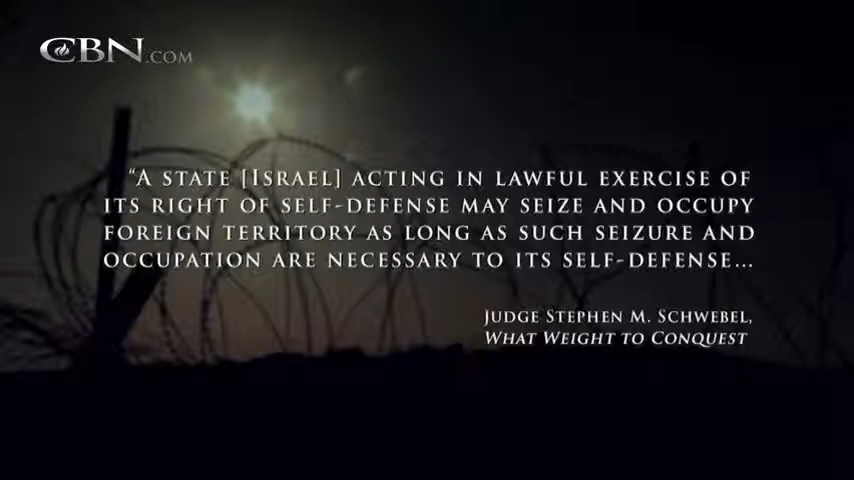 CBN.COM
“A STATE [ISRAEL] ACTING IN LAWFUL EXERCISE OF
ITS RIGHT OF SELF-DEFENSE MAY SEIZE AND OCCUPY
FOREIGN TERRITORY AS LONG AS SUCH SEIZURE AND
OCCUPATION ARE NECESSARY TO ITS SELF-DEFENSE...
JUDGE STEPHEN M. SCHWEBEL,
WHAT WEIGHT TO CONQUEST